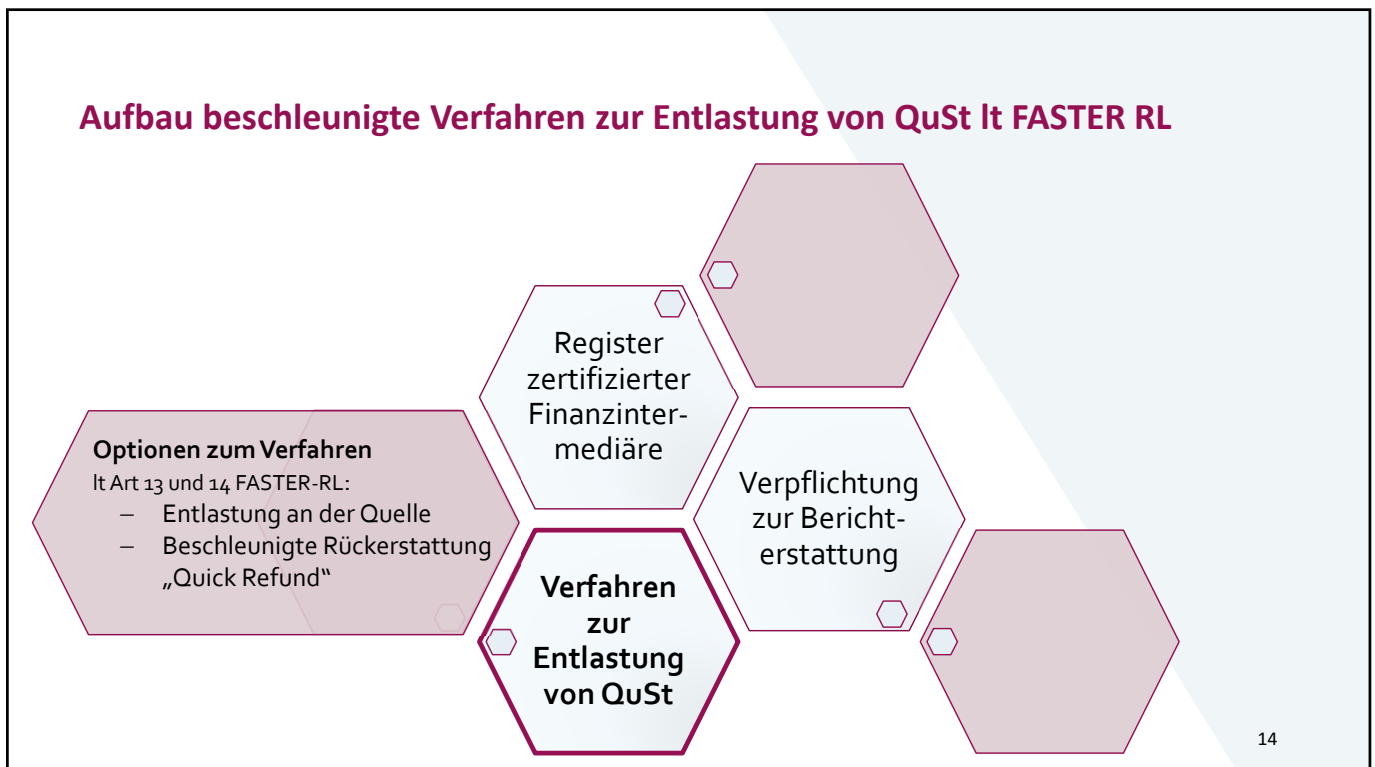 Aufbau beschleunigte Verfahren zur Entlastung von QuSt lt FASTER RL
Register
zertifizierter
Finanzinter-
mediäre
Optionen zum Verfahren
lt Art 13 und 14 FASTER-RL:
– Entlastung an der Quelle
– Beschleunigte Rückerstattung
„Quick Refund“
Verpflichtung
zur Bericht-
erstattung
Verfahren
zur
Entlastung
von QuSt
14